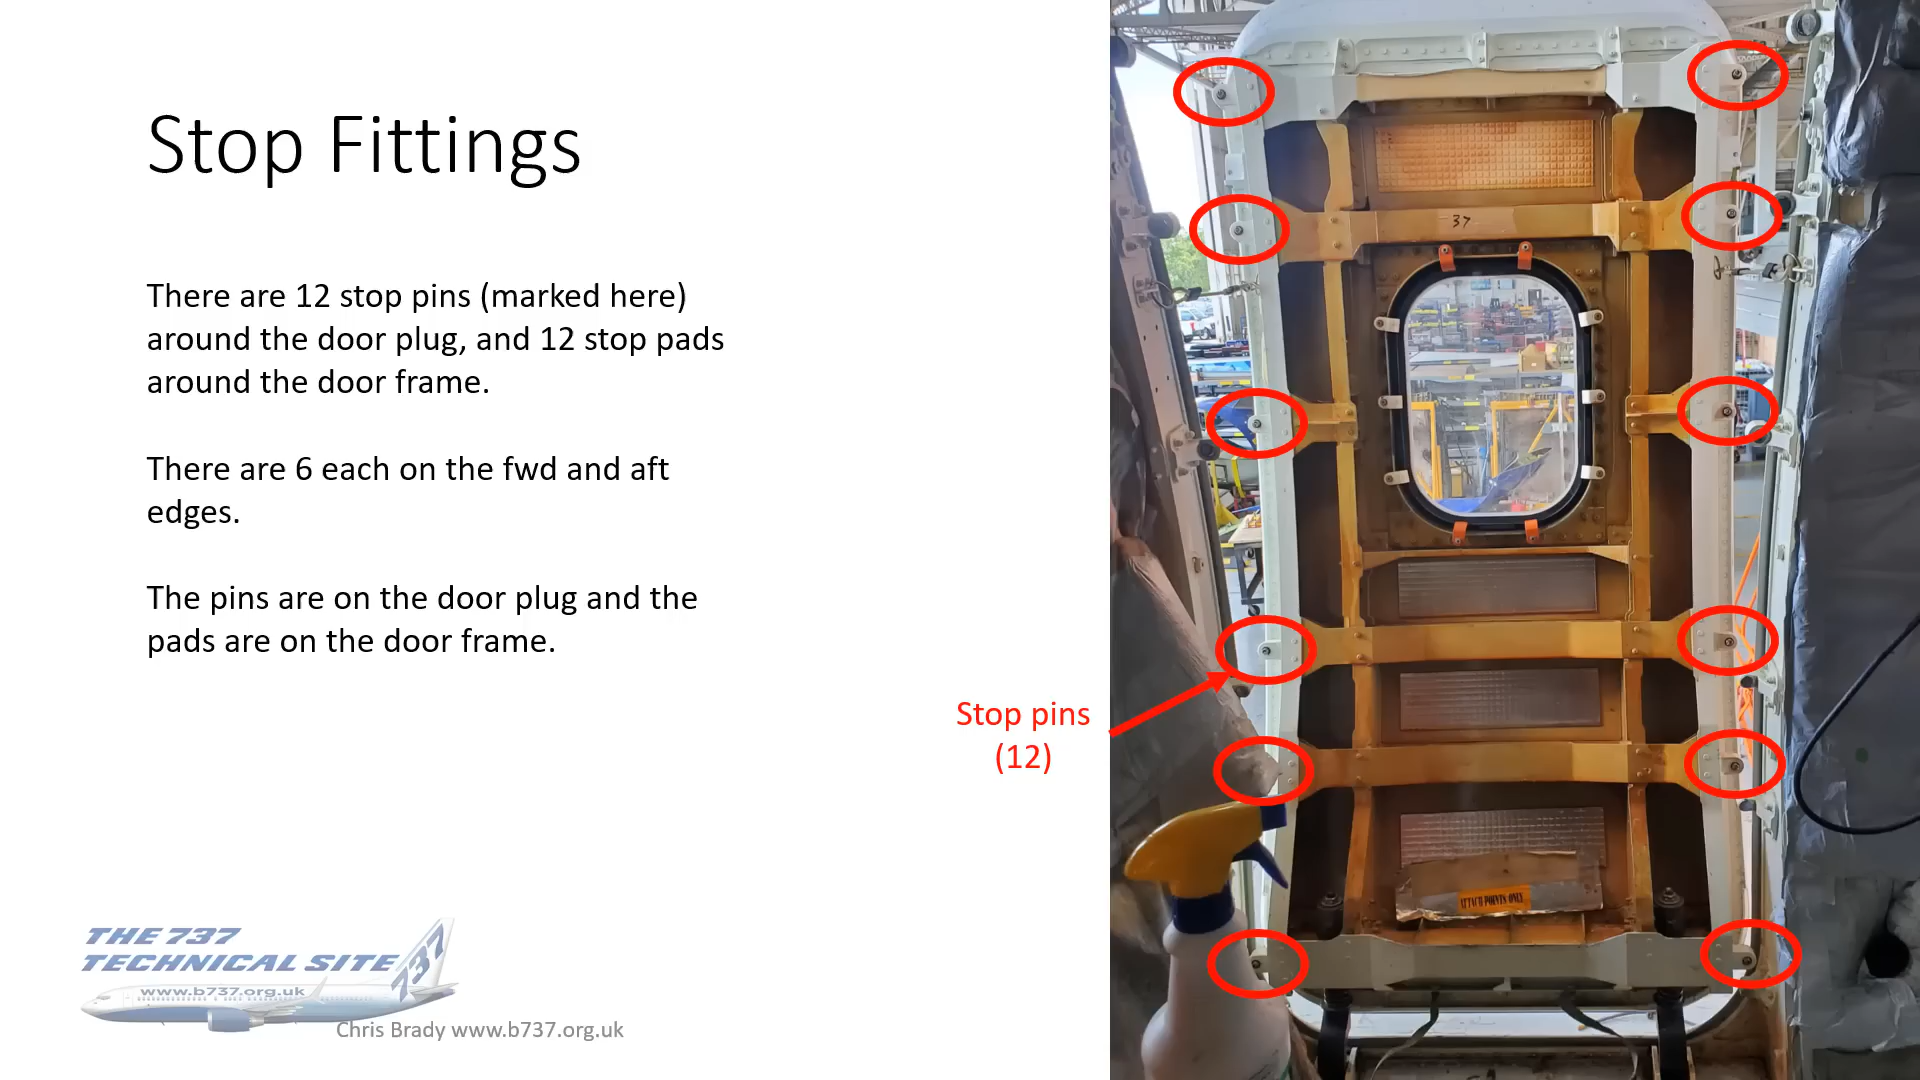 Stop Fittings
There are 12 stop pins (marked here)
around the door plug, and 12 stop pads
around the door frame.
There are 6 each on the fwd and aft
edges.
The pins are on the door plug and the
pads are on the door frame.
Stop pins
(12)
37
ATTACH POINTS ONLY
THE 737
TECHNICAL SITE
737
www.b737.org.uk
Chris Brady www.b737.org.uk